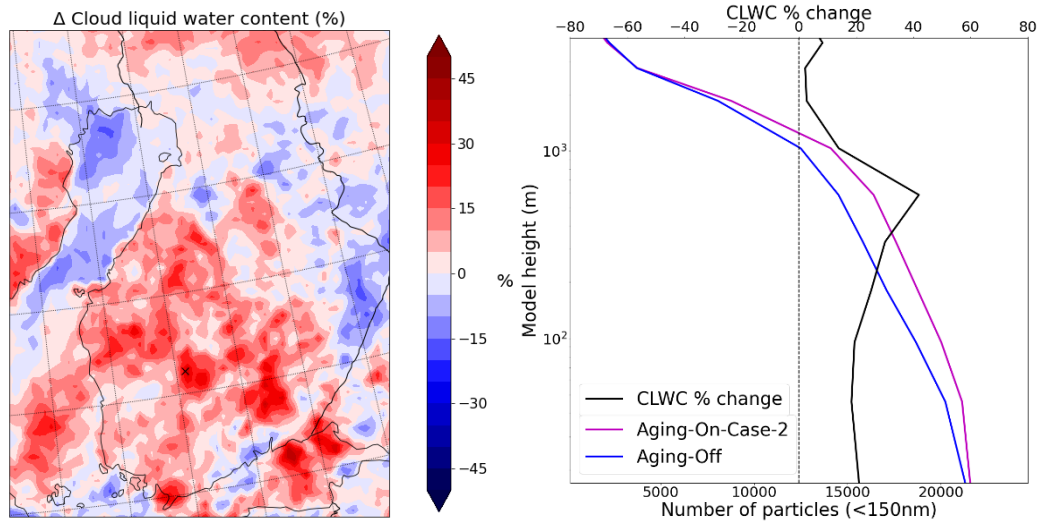 Δ Cloud liquid water content (%)
45
30
15
0
−15
−30
−45
%
CLWC % change
−80 −60 −40 −20 0 20 40 60 80
Model height (m)
10³
10²
CLWC % change
Aging-On-Case-2
Aging-Off
5000 10000 15000 20000
Number of particles (<150nm)